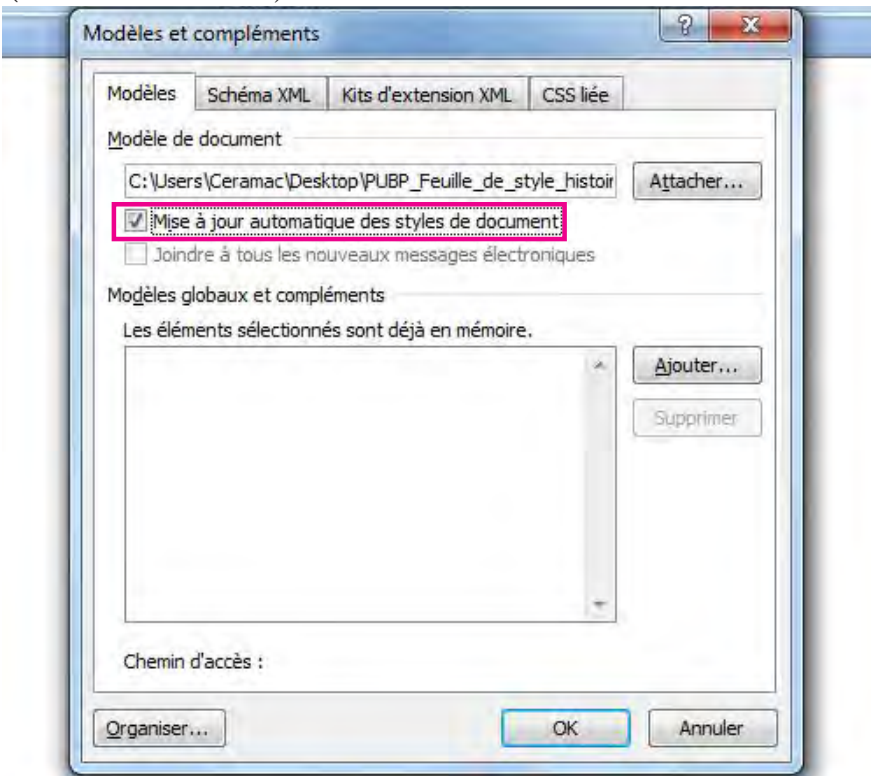 Modèles et compléments
Modèles Schéma XML Kits d'extension XML CSS liée
Modèle de document
C:\Users\Ceramac\Desktop\PUBP_Feuille_de_style_histoir Attacher...
Mise à jour automatique des styles de document
Joindre à tous les nouveaux messages électroniques
Modèles globaux et compléments
Les éléments sélectionnés sont déjà en mémoire.
Ajouter...
Supprimer
Chemin d'accès :
Organiser... OK Annuler